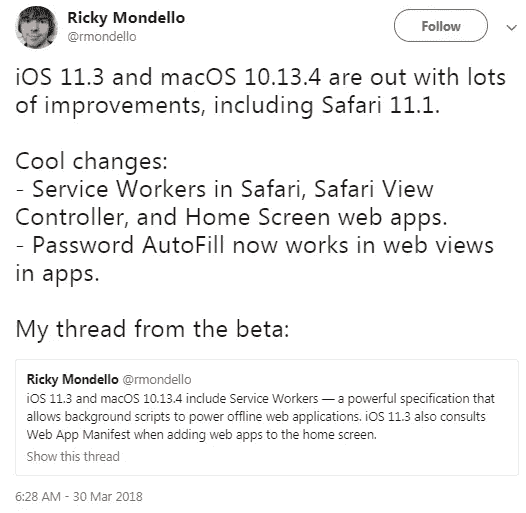 Ricky Mondello
@rmondello
Follow
iOS 11.3 and macOS 10.13.4 are out with lots
of improvements, including Safari 11.1.
Cool changes:
- Service Workers in Safari, Safari View
Controller, and Home Screen web apps.
- Password AutoFill now works in web views
in apps.
My thread from the beta:
Ricky Mondello @rmondello
iOS 11.3 and macOS 10.13.4 include Service Workers — a powerful specification that
allows background scripts to power offline web applications. iOS 11.3 also consults
Web App Manifest when adding web apps to the home screen.
Show this thread
6:28 AM - 30 Mar 2018